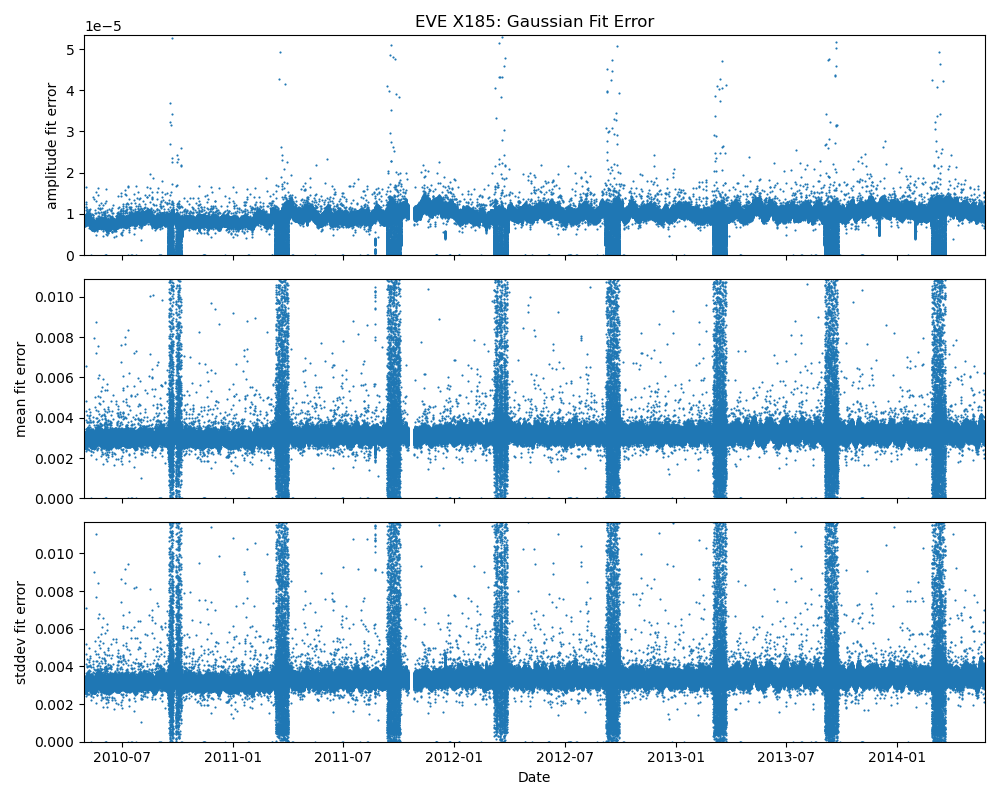 EVE X185: Gaussian Fit Error
1e−5
5
4
3
2
1
0
amplitude fit error
0.010
0.008
0.006
0.004
0.002
0.000
mean fit error
0.010
0.008
0.006
0.004
0.002
0.000
stddev fit error
2010-07 2011-01 2011-07 2012-01 2012-07 2013-01 2013-07 2014-01
Date